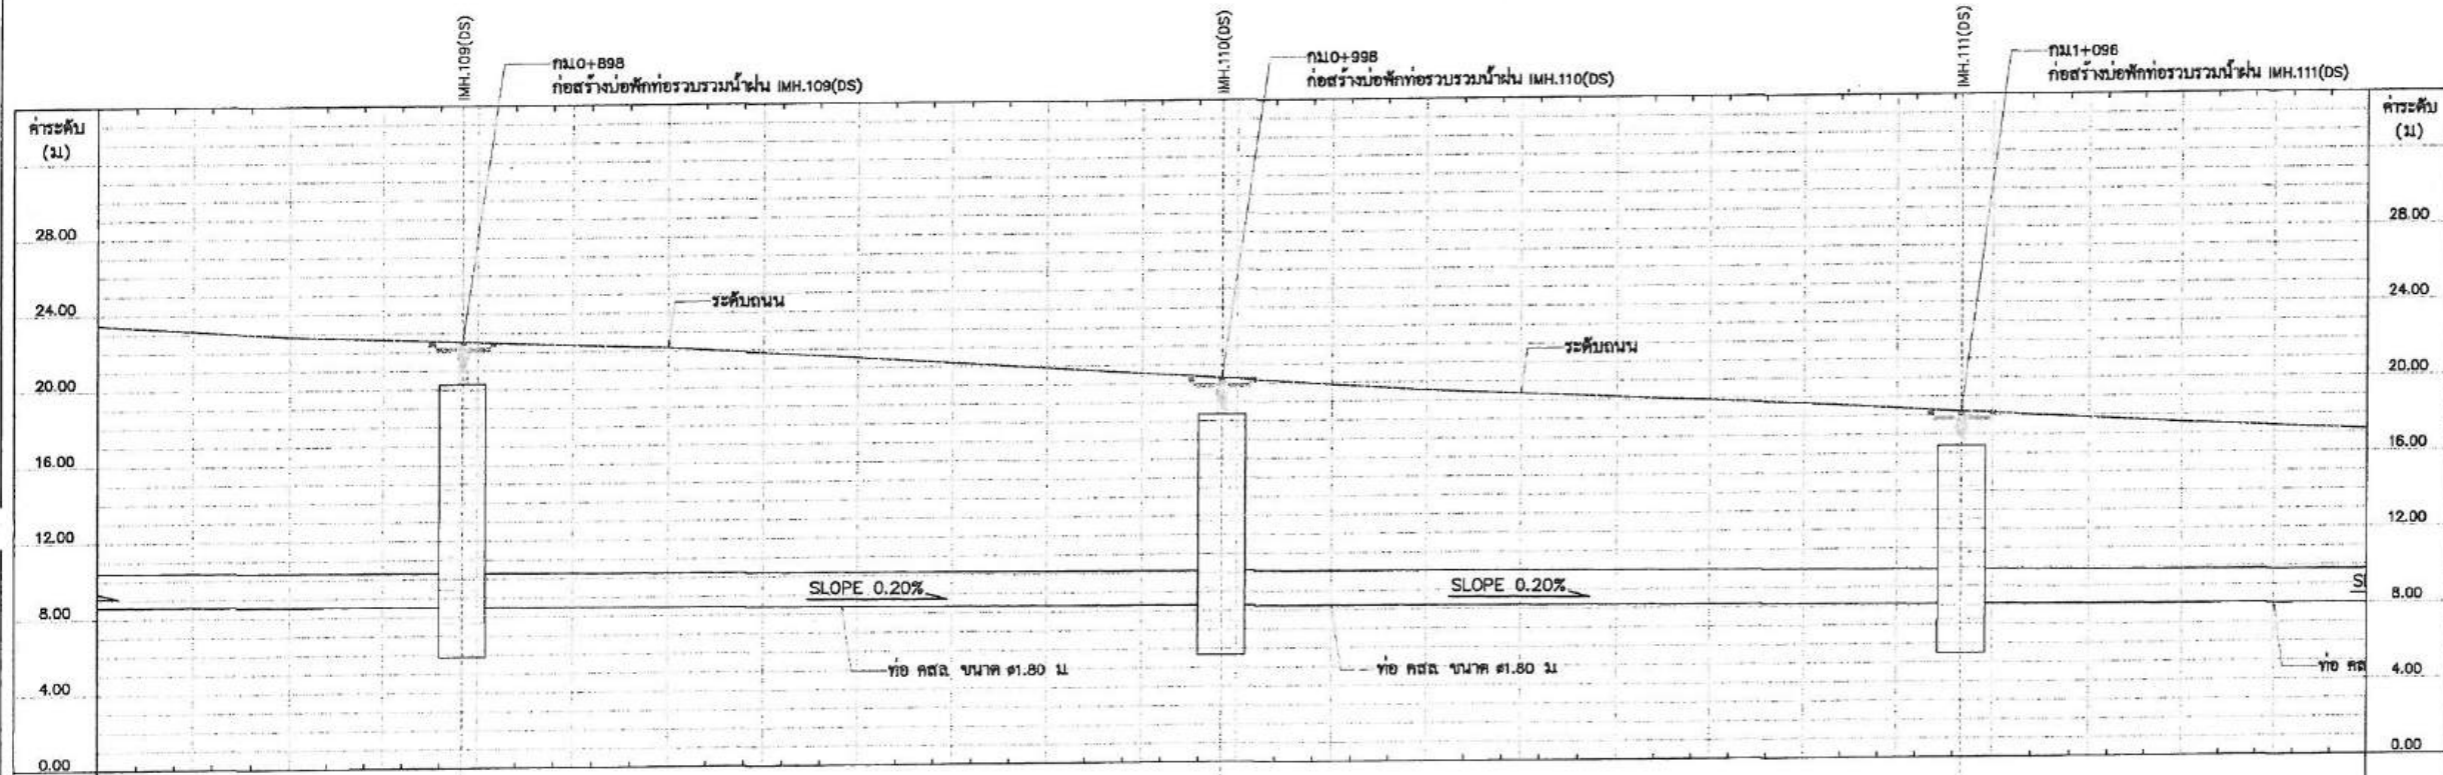 IMH.109(DS)
กม.0+898
ก่อสร้างบ่อพักท่อรวบรวมน้ำฝน IMH.109(DS)
IMH.110(DS)
กม.0+998
ก่อสร้างบ่อพักท่อรวบรวมน้ำฝน IMH.110(DS)
IMH.111(DS)
กม.1+096
ก่อสร้างบ่อพักท่อรวบรวมน้ำฝน IMH.111(DS)
ค่าระดับ
(ม.)
28.00
24.00
20.00
16.00
12.00
8.00
4.00
0.00
ระดับถนน
ระดับถนน
SLOPE 0.20%
SLOPE 0.20%
Sl
ท่อ คสล. ขนาด ø1.80 ม.
ท่อ คสล. ขนาด ø1.80 ม.
ท่อ คส
ค่าระดับ
(ม.)
28.00
24.00
20.00
16.00
12.00
8.00
4.00
0.00